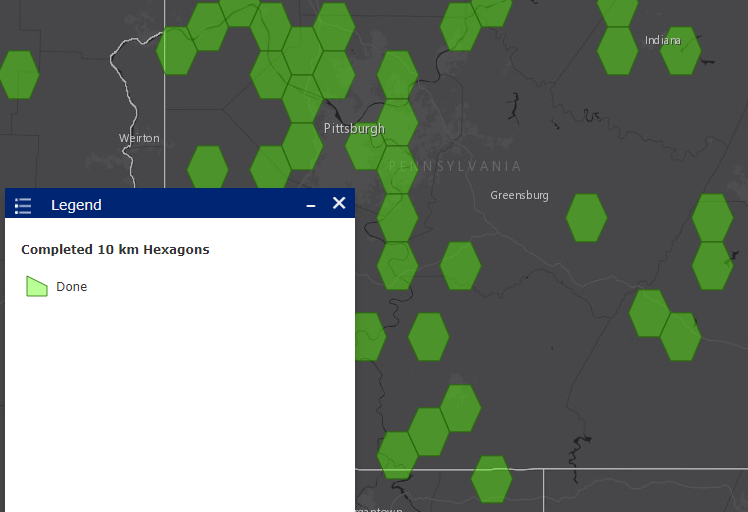 Indiana
Pittsburgh
Weirton
PENNSYLVANIA
Greensburg
Legend
Completed 10 km Hexagons
Done